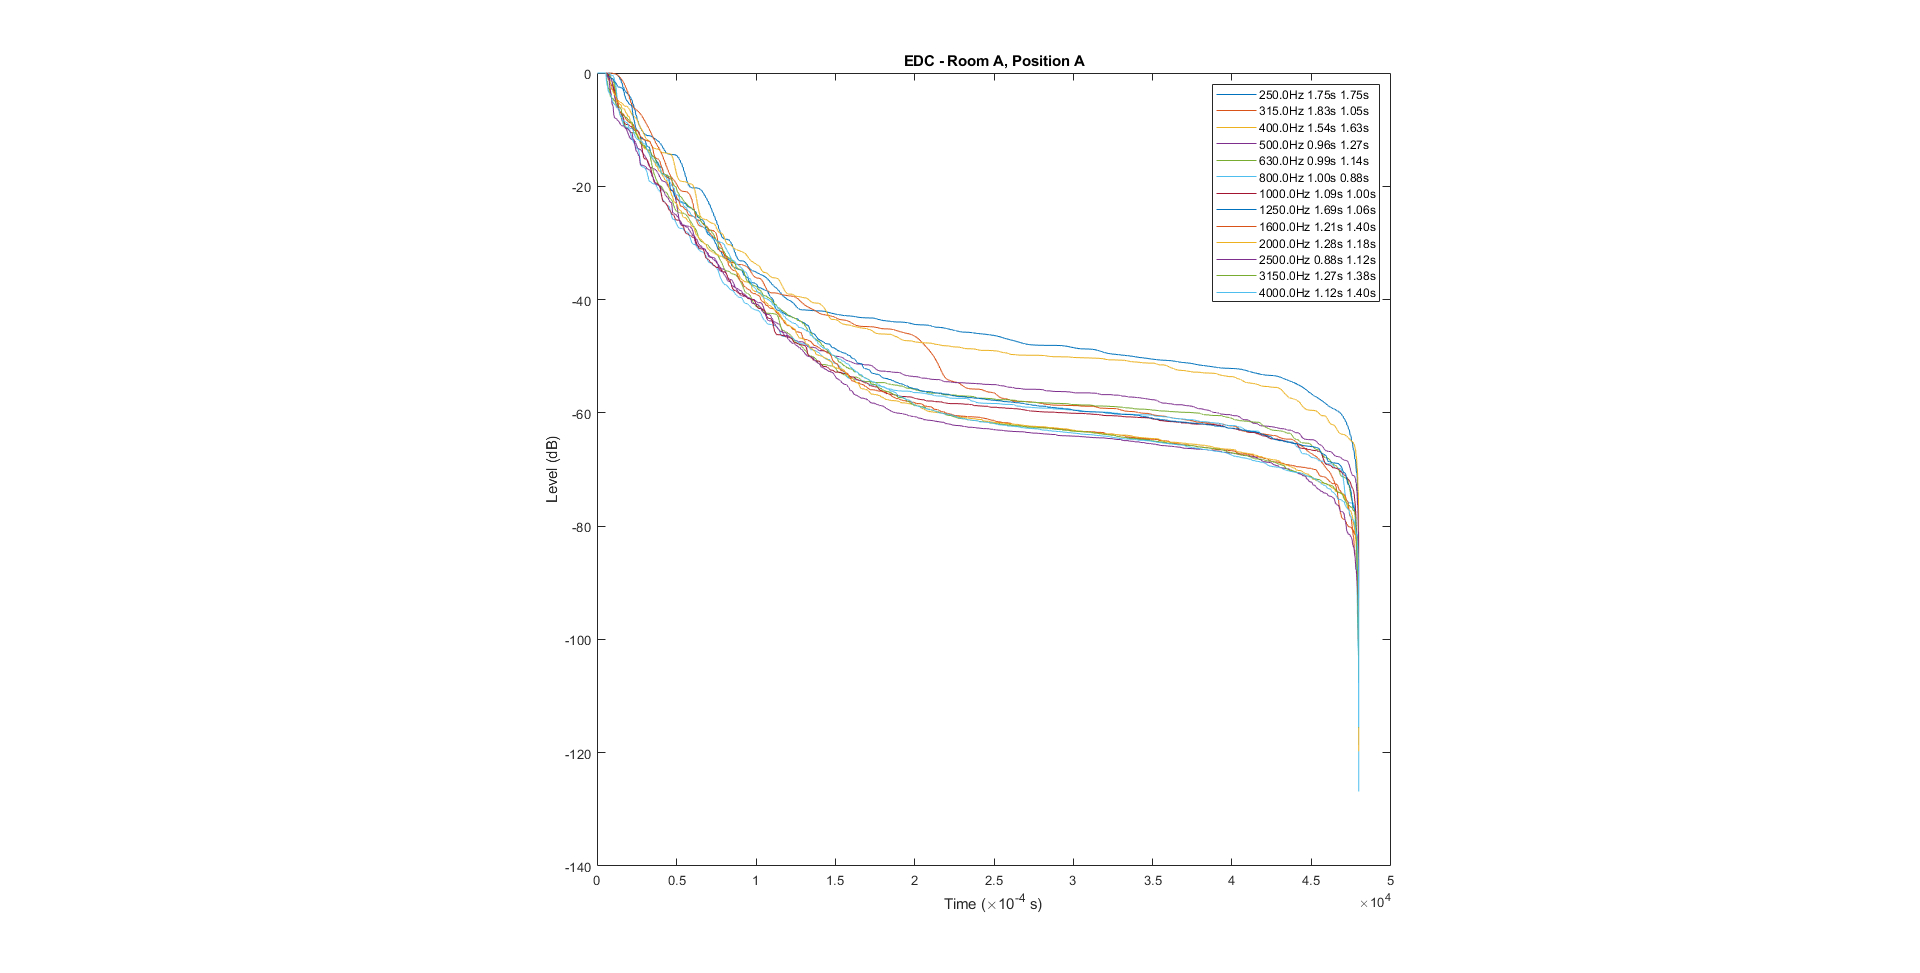 EDC - Room A, Position A
0
-20
-40
-60
-80
-100
-120
-140
Level (dB)
250.0Hz 1.75s 1.75s
315.0Hz 1.83s 1.05s
400.0Hz 1.54s 1.63s
500.0Hz 0.96s 1.27s
630.0Hz 0.99s 1.14s
800.0Hz 1.00s 0.88s
1000.0Hz 1.09s 1.00s
1250.0Hz 1.69s 1.06s
1600.0Hz 1.21s 1.40s
2000.0Hz 1.28s 1.18s
2500.0Hz 0.88s 1.12s
3150.0Hz 1.27s 1.38s
4000.0Hz 1.12s 1.40s
0 0.5 1 1.5 2 2.5 3 3.5 4 4.5 5
Time (×10⁻⁴ s)
×10⁴